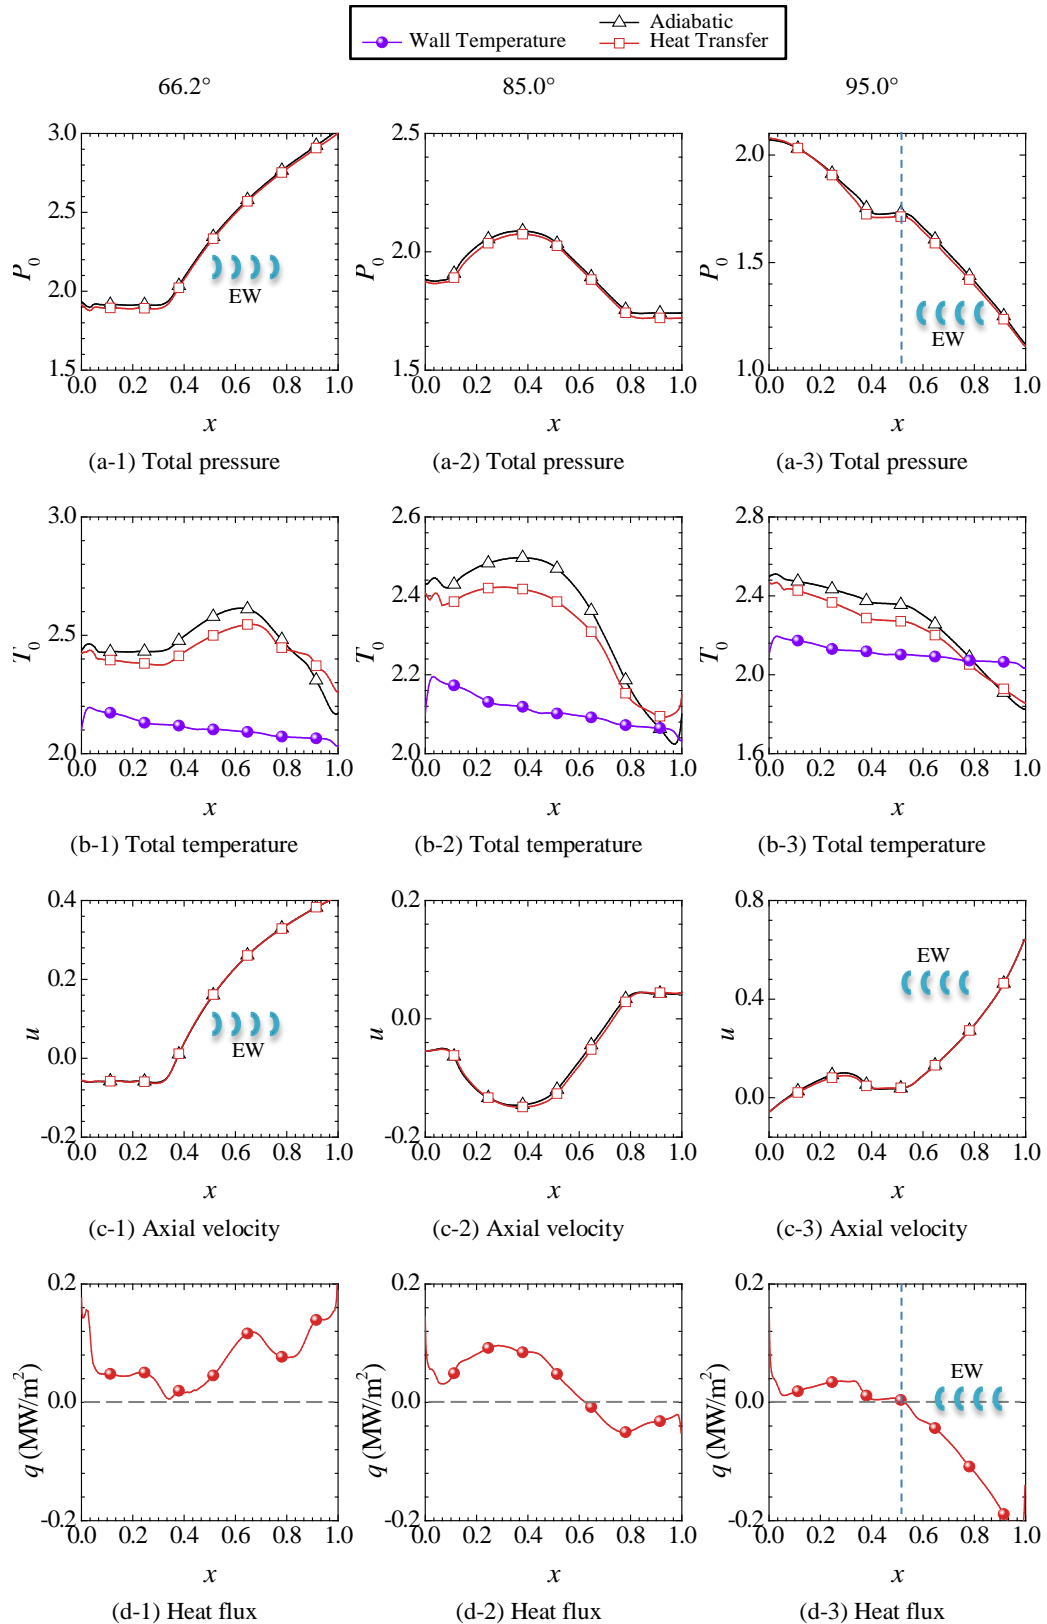 Adiabatic
Wall Temperature
Heat Transfer
66.2°
85.0°
95.0°
3.0
2.5
2.0
1.5
P0
EW
0.0 0.2 0.4 0.6 0.8 1.0
x
(a-1) Total pressure
2.5
2.0
1.5
P0
0.0 0.2 0.4 0.6 0.8 1.0
x
(a-2) Total pressure
2.0
1.5
1.0
P0
EW
0.0 0.2 0.4 0.6 0.8 1.0
x
(a-3) Total pressure
3.0
2.5
2.0
T0
0.0 0.2 0.4 0.6 0.8 1.0
x
(b-1) Total temperature
2.6
2.4
2.2
2.0
T0
0.0 0.2 0.4 0.6 0.8 1.0
x
(b-2) Total temperature
2.8
2.4
2.0
1.6
T0
0.0 0.2 0.4 0.6 0.8 1.0
x
(b-3) Total temperature
0.4
0.2
0.0
-0.2
u
EW
0.0 0.2 0.4 0.6 0.8 1.0
x
(c-1) Axial velocity
0.2
0.0
-0.2
u
0.0 0.2 0.4 0.6 0.8 1.0
x
(c-2) Axial velocity
0.8
0.4
0.0
u
EW
0.0 0.2 0.4 0.6 0.8 1.0
x
(c-3) Axial velocity
0.2
0.0
-0.2
q (MW/m²)
0.0 0.2 0.4 0.6 0.8 1.0
x
(d-1) Heat flux
0.2
0.0
-0.2
q (MW/m²)
0.0 0.2 0.4 0.6 0.8 1.0
x
(d-2) Heat flux
0.2
0.0
-0.2
q (MW/m²)
EW
0.0 0.2 0.4 0.6 0.8 1.0
x
(d-3) Heat flux